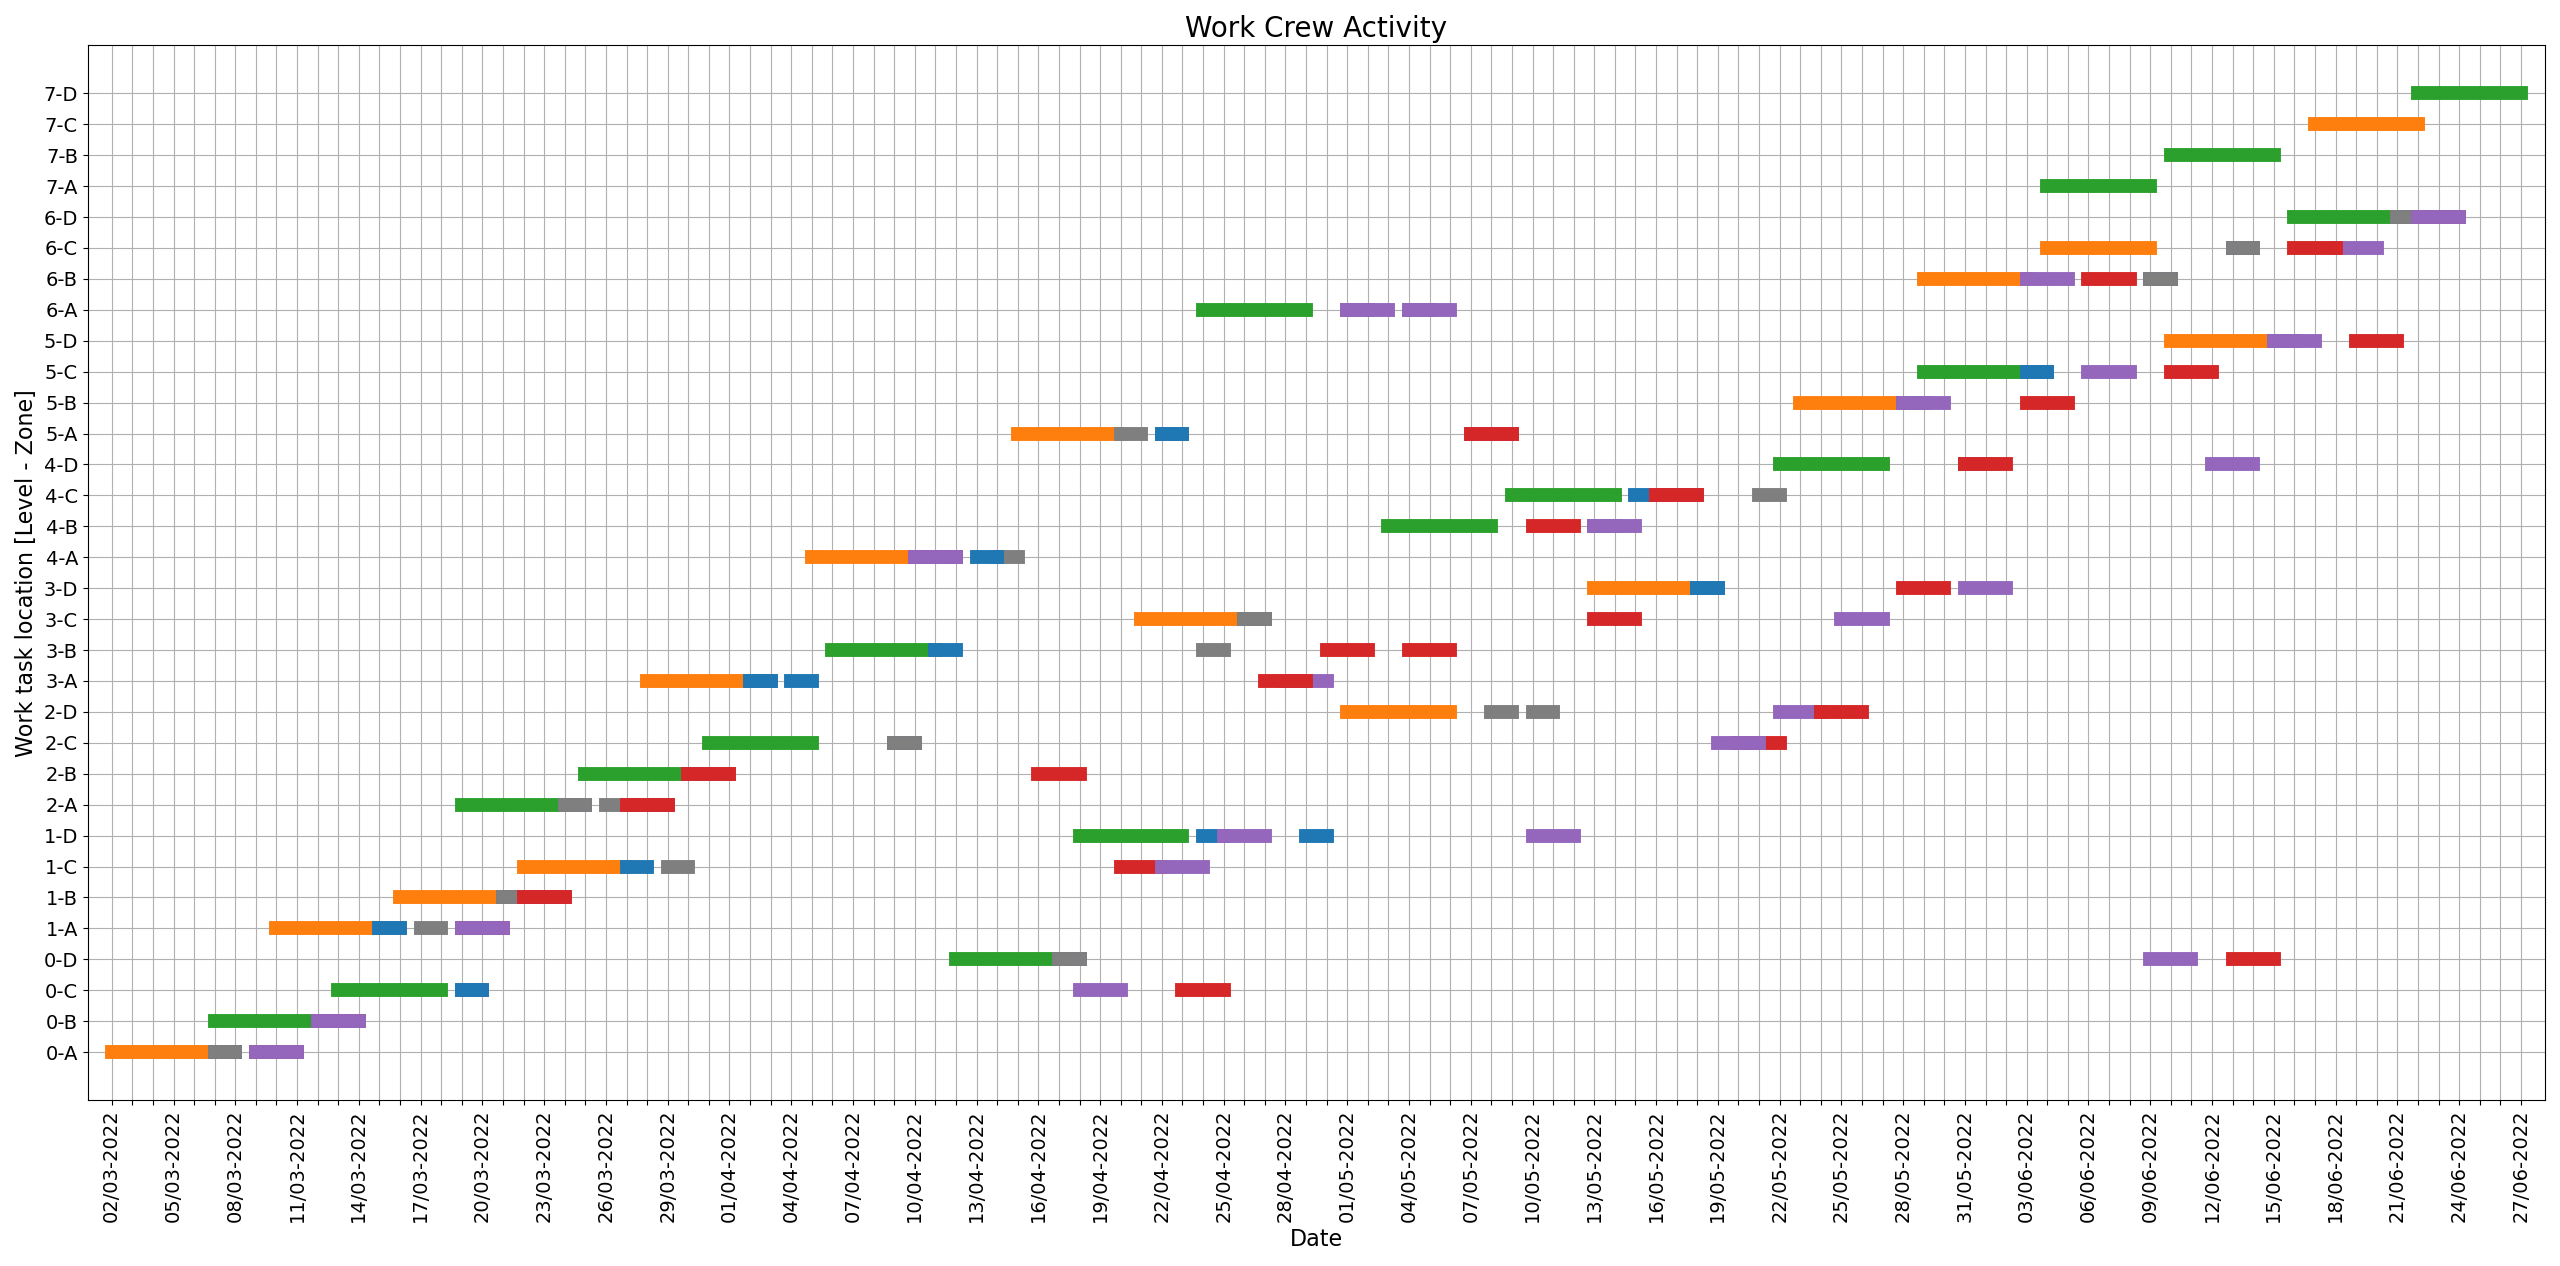 Work Crew Activity
7-D
7-C
7-B
7-A
6-D
6-C
6-B
6-A
5-D
5-C
5-B
5-A
4-D
4-C
4-B
4-A
3-D
3-C
3-B
3-A
2-D
2-C
2-B
2-A
1-D
1-C
1-B
1-A
0-D
0-C
0-B
0-A
Work task location [Level - Zone]
02/03-2022
05/03-2022
08/03-2022
11/03-2022
14/03-2022
17/03-2022
20/03-2022
23/03-2022
26/03-2022
29/03-2022
01/04-2022
04/04-2022
07/04-2022
10/04-2022
13/04-2022
16/04-2022
19/04-2022
22/04-2022
25/04-2022
28/04-2022
01/05-2022
04/05-2022
07/05-2022
10/05-2022
13/05-2022
16/05-2022
19/05-2022
22/05-2022
25/05-2022
28/05-2022
31/05-2022
03/06-2022
06/06-2022
09/06-2022
12/06-2022
15/06-2022
18/06-2022
21/06-2022
24/06-2022
27/06-2022
Date